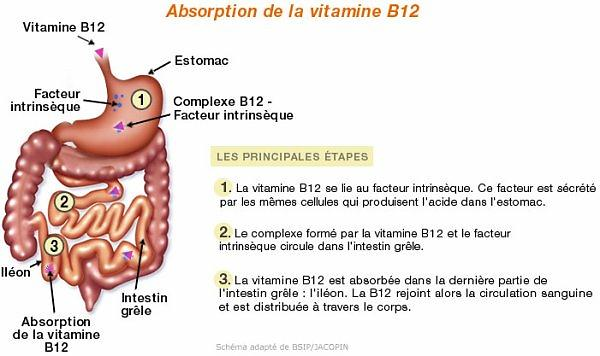 Absorption de la vitamine B12
Vitamine B12
Estomac
Facteur
intrinsèque
1
Complexe B12 -
Facteur intrinsèque
2
3
Iléon
Intestin
grêle
Absorption
de la vitamine
B12
LES PRINCIPALES ÉTAPES
1. La vitamine B12 se lie au facteur intrinsèque. Ce facteur est sécrété
par les mêmes cellules qui produisent l'acide dans l'estomac.
2. Le complexe formé par la vitamine B12 et le facteur
intrinsèque circule dans l'intestin grêle.
3. La vitamine B12 est absorbée dans la dernière partie de
l'intestin grêle : l'iléon. La B12 rejoint alors la circulation sanguine
et est distribuée à travers le corps.
Schéma adapté de BSIP/JACOPIN